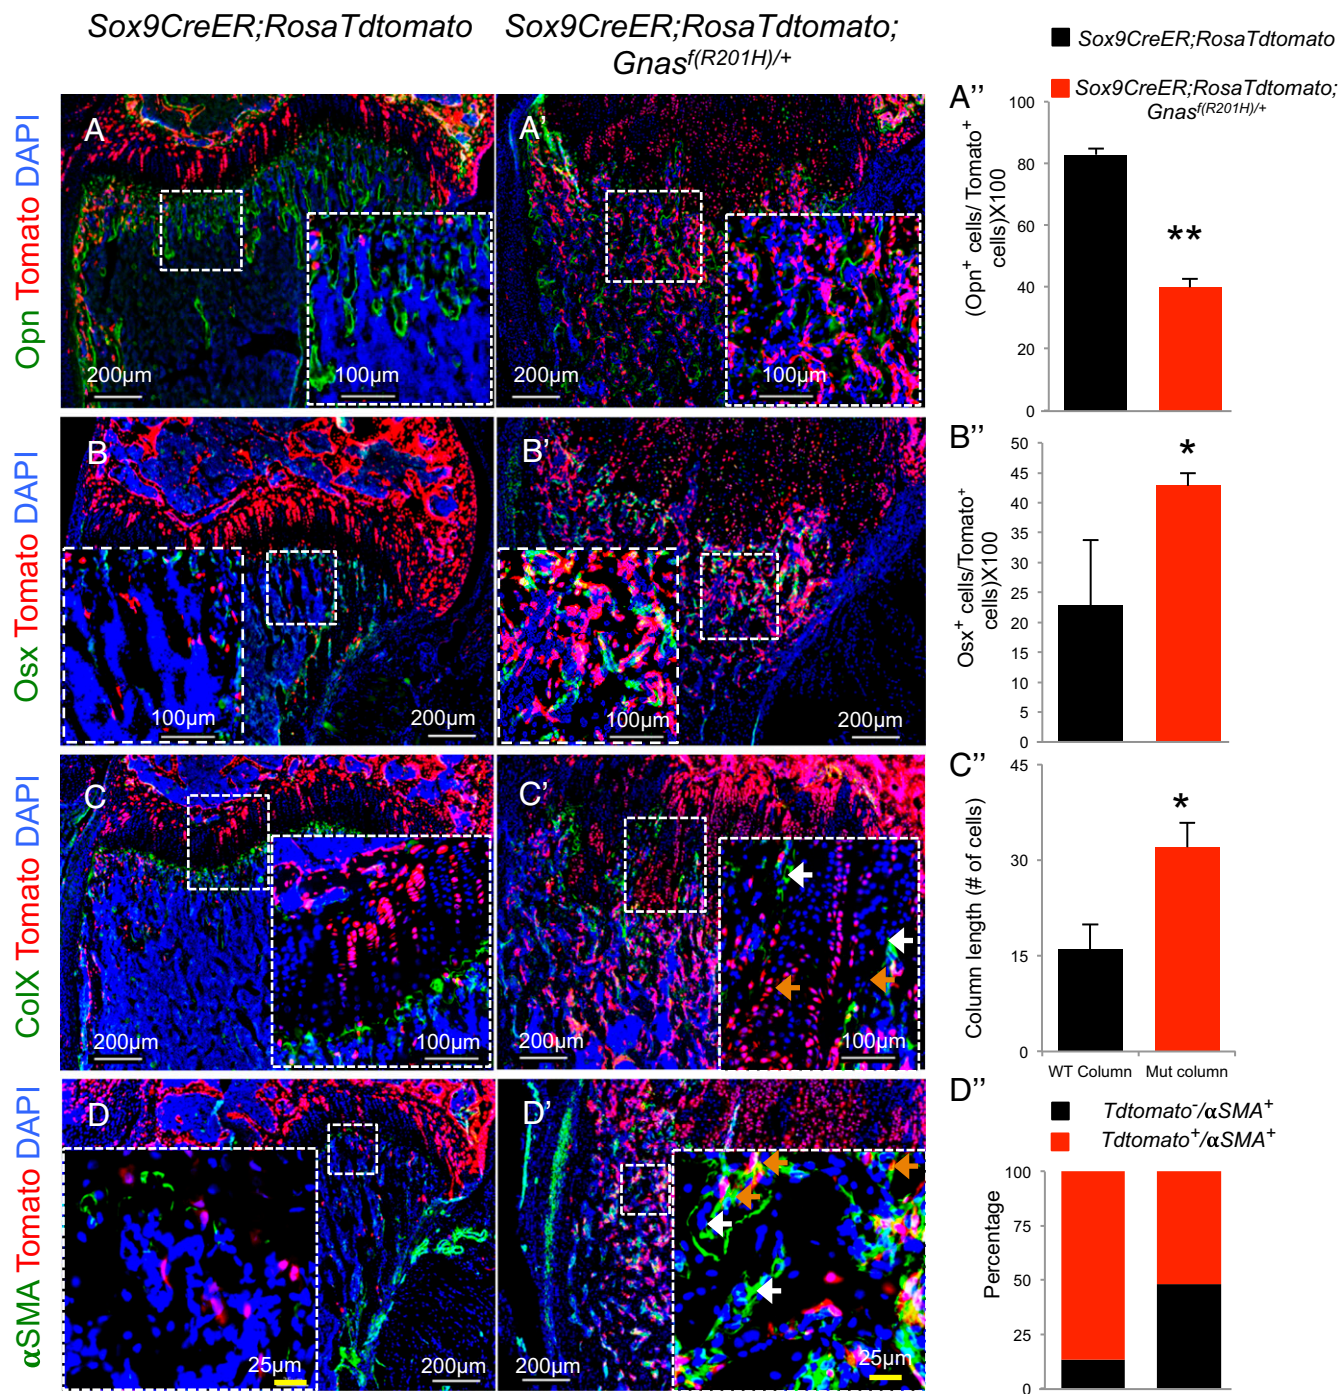 Sox9CreER;RosaTdtomato
Sox9CreER;RosaTdtomato;
Gnas^f(R201H)/+
Sox9CreER;RosaTdtomato
Sox9CreER;RosaTdtomato;
Gnas^f(R201H)/+
Opn Tomato DAPI
A
200µm
100µm
A'
200µm
100µm
A''
(Opn⁺ cells/ Tomato⁺
cells)X100
100
80
60
40
20
0
**
Osx Tomato DAPI
B
100µm
200µm
B'
100µm
200µm
B''
Osx⁺ cells/Tomato⁺
cells)X100
50
45
40
35
30
25
20
15
10
5
0
*
ColX Tomato DAPI
C
200µm
100µm
C'
200µm
100µm
C''
Column length (# of cells)
45
30
15
0
*
WT Column
Mut column
αSMA Tomato DAPI
D
25µm
200µm
D'
200µm
25µm
D''
Tdtomato⁻/αSMA⁺
Tdtomato⁺/αSMA⁺
Percentage
100
75
50
25
0